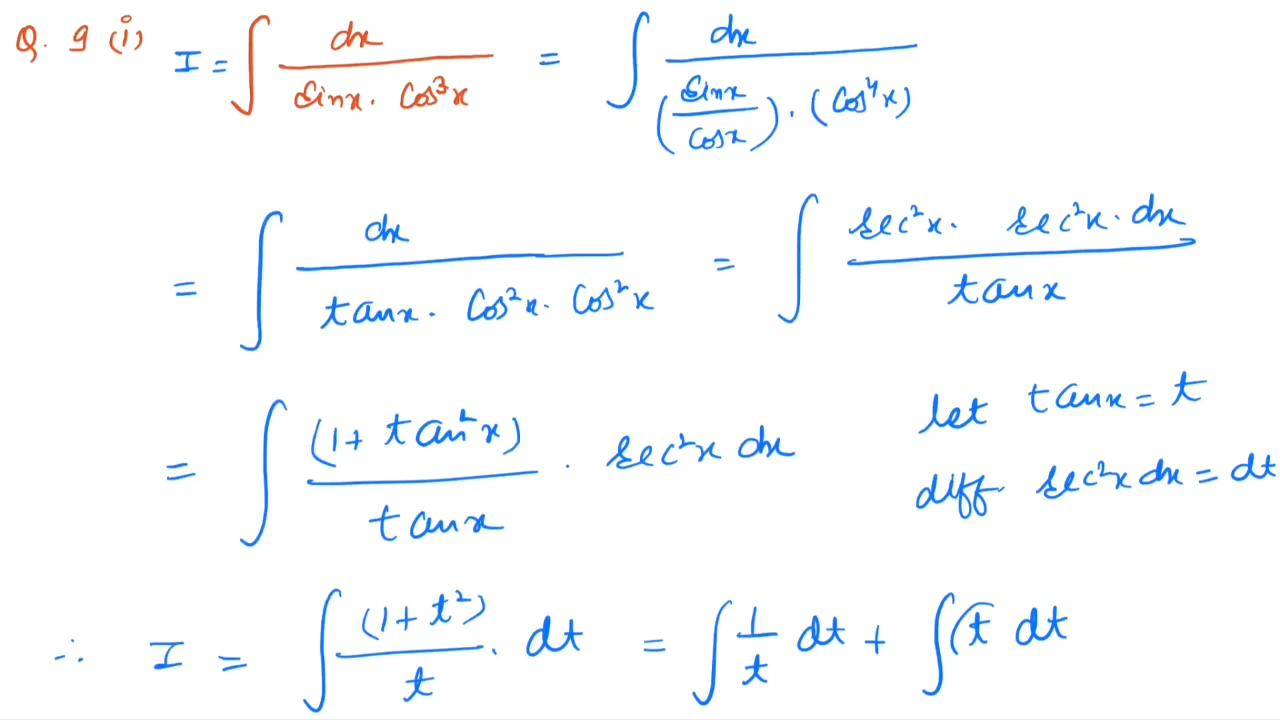 Q. 9 (i) I = ∫ dx / (sinx. cos³x) = ∫ dx / ((sinx/cosx).(cos⁴x))
= ∫ dx / (tanx. cos²x. cos²x) = ∫ (sec²x. sec²x. dx) / tanx
= ∫ (1+tan²x) / tanx . sec²x dx
let tanx = t
diff. sec²x dx = dt
∴ I = ∫ (1+t²)/t . dt = ∫ 1/t dt + ∫ t dt